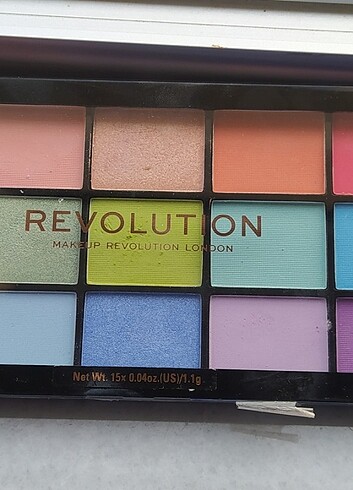 REVOLUTION
MAKEUP REVOLUTION LONDON
Net Wt. 15x 0.04oz.(US)/1.1g